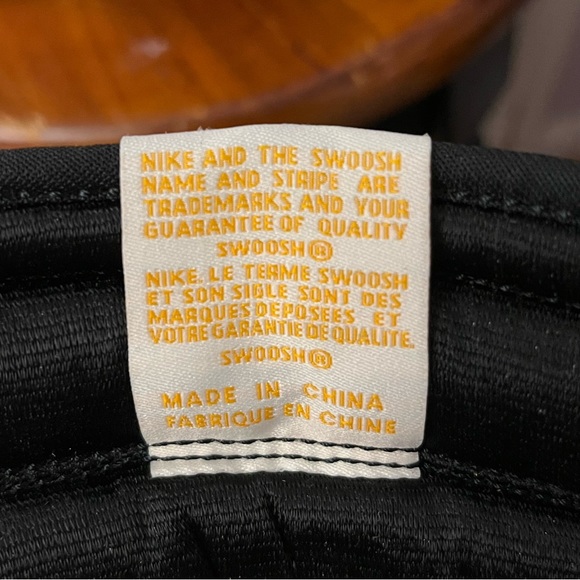 NIKE AND THE SWOOSH
NAME AND STRIPE ARE
TRADEMARKS AND YOUR
GUARANTEE OF QUALITY
SWOOSH®
NIKE. LE TERME SWOOSH
ET SON SIGLE SONT DES
MARQUES DEPOSEES ET
VOTRE GARANTIE DE QUALITE.
SWOOSH®
MADE IN CHINA
FABRIQUE EN CHINE